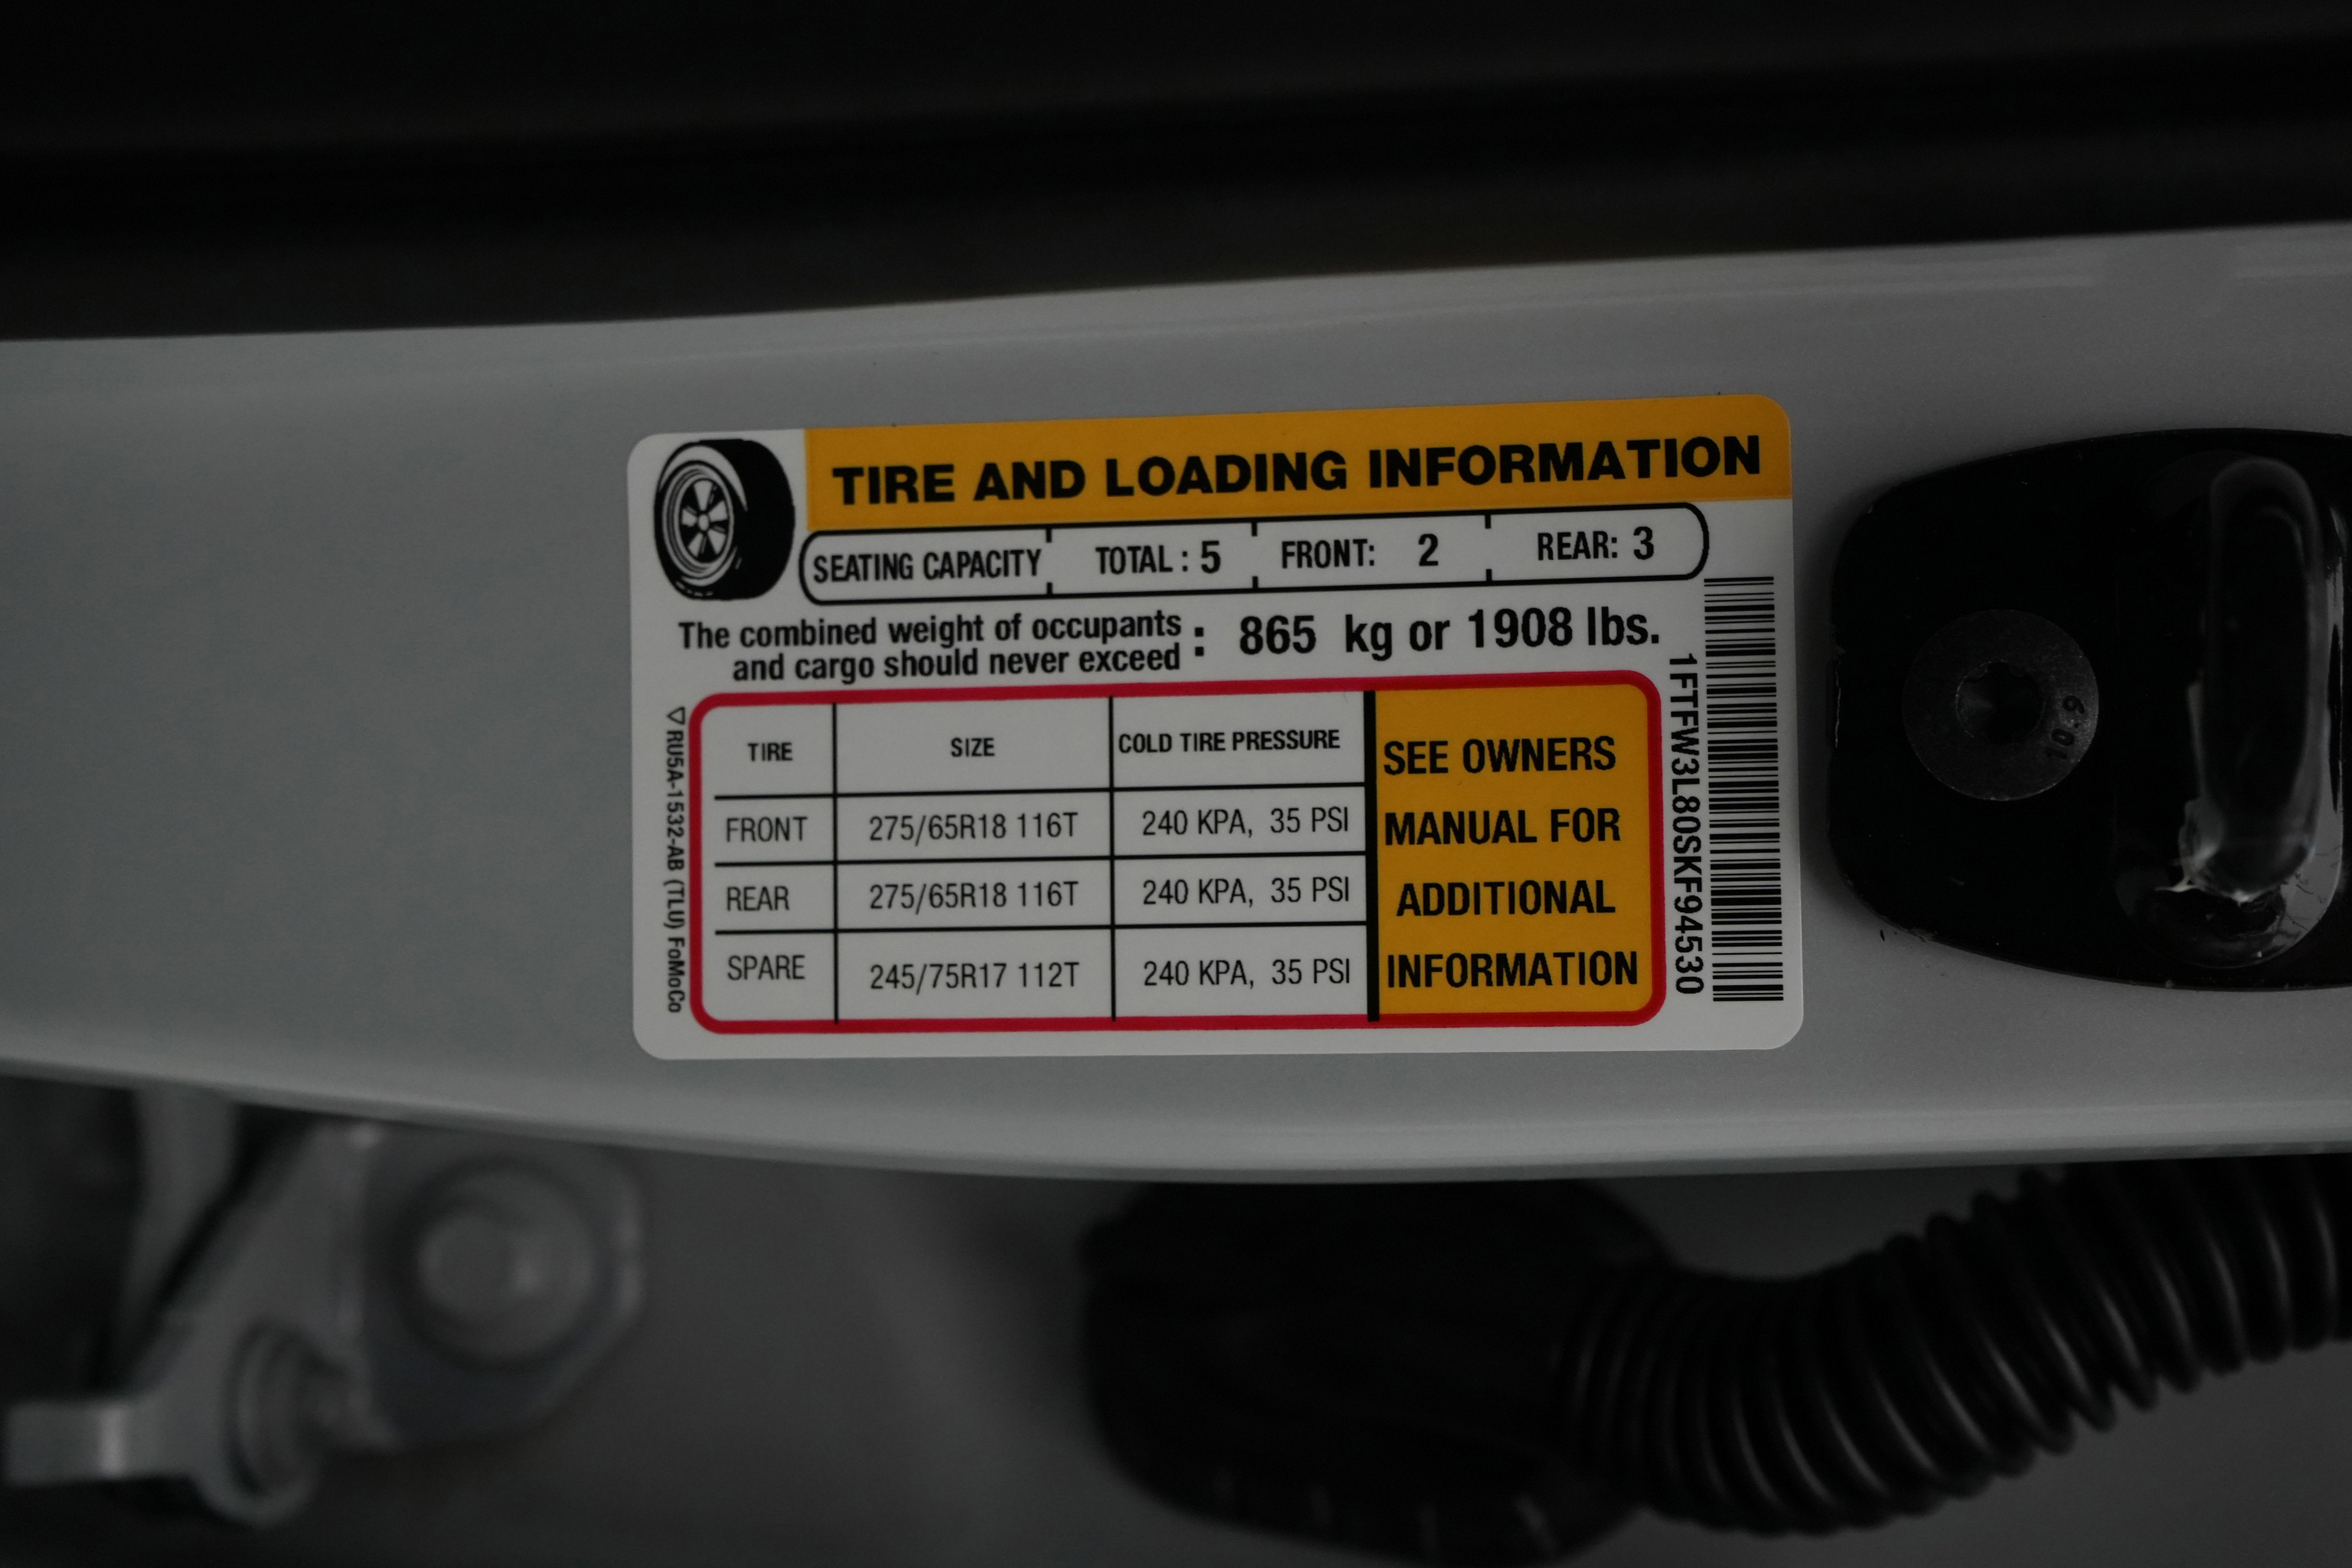 TIRE AND LOADING INFORMATION
SEATING CAPACITY TOTAL : 5 FRONT: 2 REAR: 3
The combined weight of occupants
and cargo should never exceed : 865 kg or 1908 lbs.
TIRE SIZE COLD TIRE PRESSURE
FRONT 275/65R18 116T 240 KPA, 35 PSI
REAR 275/65R18 116T 240 KPA, 35 PSI
SPARE 245/75R17 112T 240 KPA, 35 PSI
SEE OWNERS
MANUAL FOR
ADDITIONAL
INFORMATION
1FTFW3L80SKF94530
RU5A-1532-AB (TLU) FoMoCo
10.9